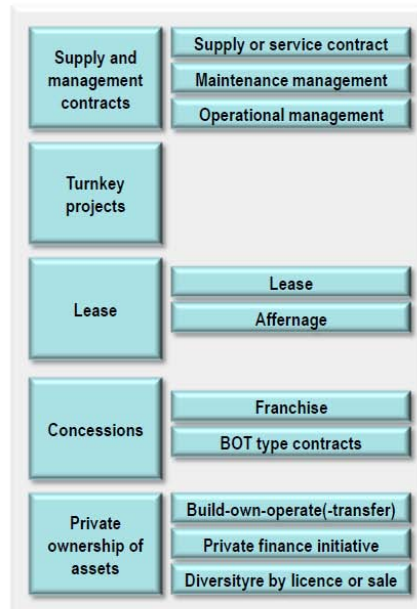 Supply and
management
contracts
Supply or service contract
Maintenance management
Operational management
Turnkey
projects
Lease
Lease
Affernage
Concessions
Franchise
BOT type contracts
Private
ownership of
assets
Build-own-operate(-transfer)
Private finance initiative
Diversityre by licence or sale